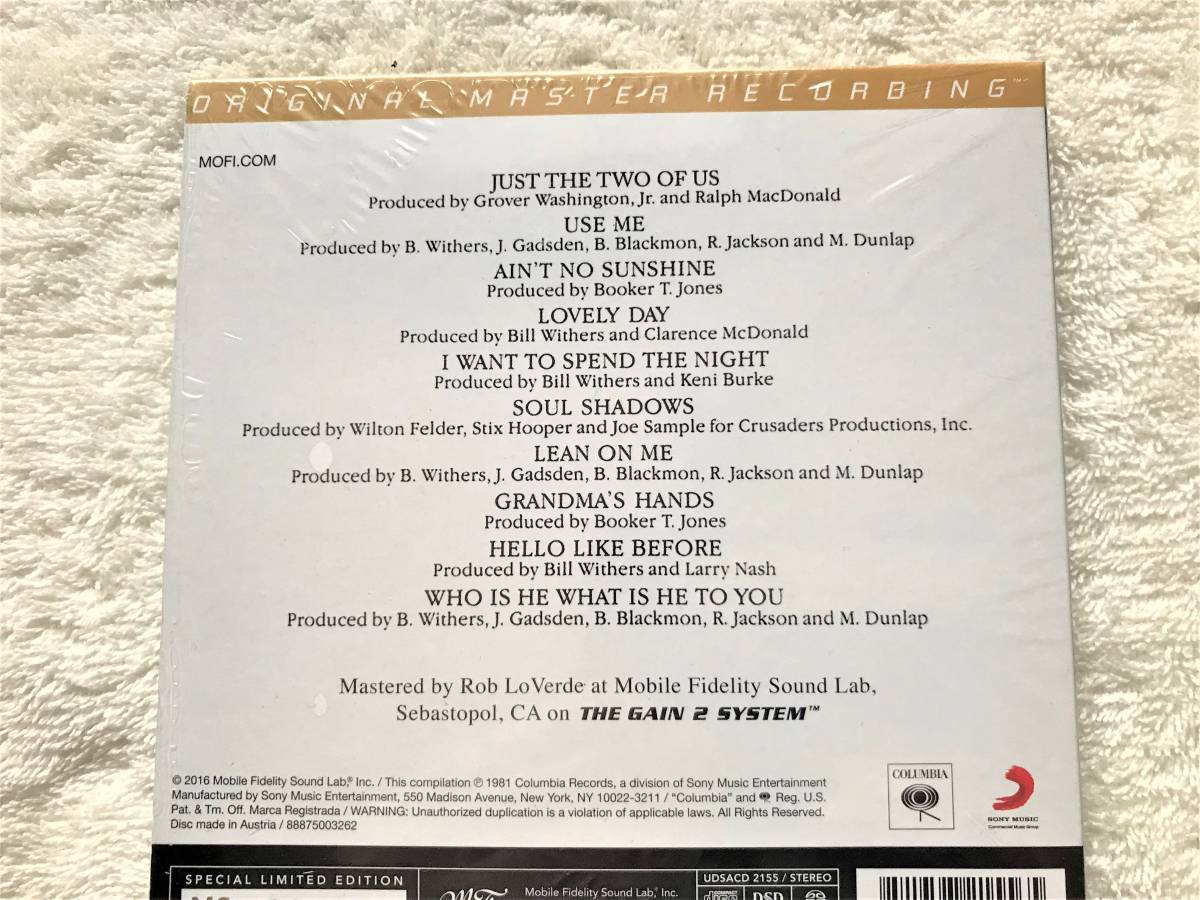 ORIGINAL MASTER RECORDING™
MOFI.COM
JUST THE TWO OF US
Produced by Grover Washington, Jr. and Ralph MacDonald
USE ME
Produced by B. Withers, J. Gadsden, B. Blackmon, R. Jackson and M. Dunlap
AIN'T NO SUNSHINE
Produced by Booker T. Jones
LOVELY DAY
Produced by Bill Withers and Clarence McDonald
I WANT TO SPEND THE NIGHT
Produced by Bill Withers and Keni Burke
SOUL SHADOWS
Produced by Wilton Felder, Stix Hooper and Joe Sample for Crusaders Productions, Inc.
LEAN ON ME
Produced by B. Withers, J. Gadsden, B. Blackmon, R. Jackson and M. Dunlap
GRANDMA'S HANDS
Produced by Booker T. Jones
HELLO LIKE BEFORE
Produced by Bill Withers and Larry Nash
WHO IS HE WHAT IS HE TO YOU
Produced by B. Withers, J. Gadsden, B. Blackmon, R. Jackson and M. Dunlap
Mastered by Rob LoVerde at Mobile Fidelity Sound Lab,
Sebastopol, CA on THE GAIN 2 SYSTEM™
© 2016 Mobile Fidelity Sound Lab,® Inc. / This compilation ℗ 1981 Columbia Records, a division of Sony Music Entertainment
Manufactured by Sony Music Entertainment, 550 Madison Avenue, New York, NY 10022-3211 / "Columbia" and Reg. U.S.
Pat. & Tm. Off. Marca Registrada / WARNING: Unauthorized duplication is a violation of applicable laws. All Rights Reserved.
Disc made in Austria / 88875003262
COLUMBIA
SONY MUSIC
Commercial Music Group
SPECIAL LIMITED EDITION
Mobile Fidelity Sound Lab,® Inc.
UDSACD 2155 / STEREO